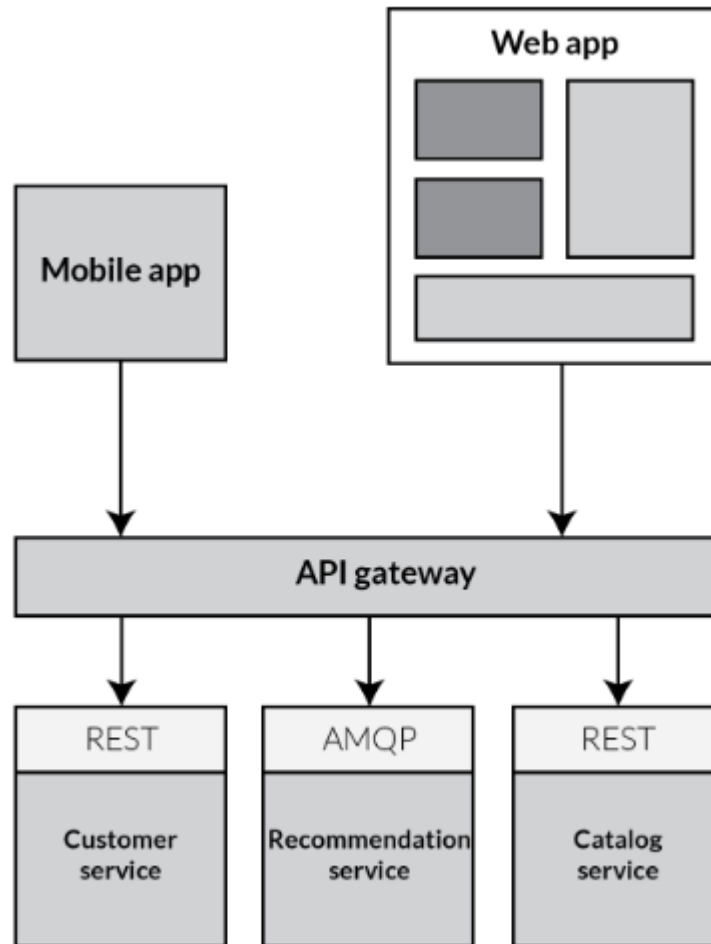 Web app
Mobile app
API gateway
REST
AMQP
REST
Customer
service
Recommendation
service
Catalog
service